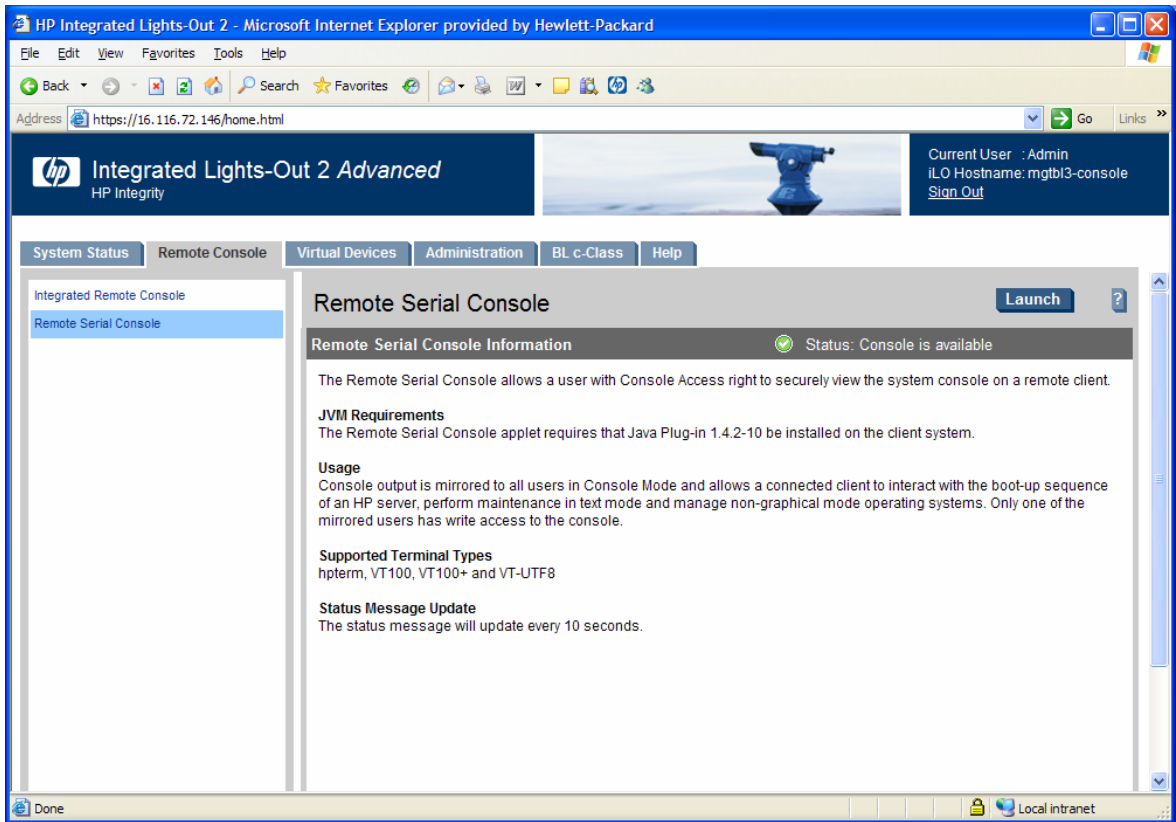 HP Integrated Lights-Out 2 - Microsoft Internet Explorer provided by Hewlett-Packard
File Edit View Favorites Tools Help
Back Search Favorites
Address https://16.116.72.146/home.html Go Links »
hp
Integrated Lights-Out 2 Advanced
HP Integrity
Current User : Admin
iLO Hostname: mgtbl3-console
Sign Out
System Status Remote Console Virtual Devices Administration BL c-Class Help
Integrated Remote Console
Remote Serial Console
Remote Serial Console Launch ?
Remote Serial Console Information Status: Console is available
The Remote Serial Console allows a user with Console Access right to securely view the system console on a remote client.
JVM Requirements
The Remote Serial Console applet requires that Java Plug-in 1.4.2-10 be installed on the client system.
Usage
Console output is mirrored to all users in Console Mode and allows a connected client to interact with the boot-up sequence
of an HP server, perform maintenance in text mode and manage non-graphical mode operating systems. Only one of the
mirrored users has write access to the console.
Supported Terminal Types
hpterm, VT100, VT100+ and VT-UTF8
Status Message Update
The status message will update every 10 seconds.
Done Local intranet